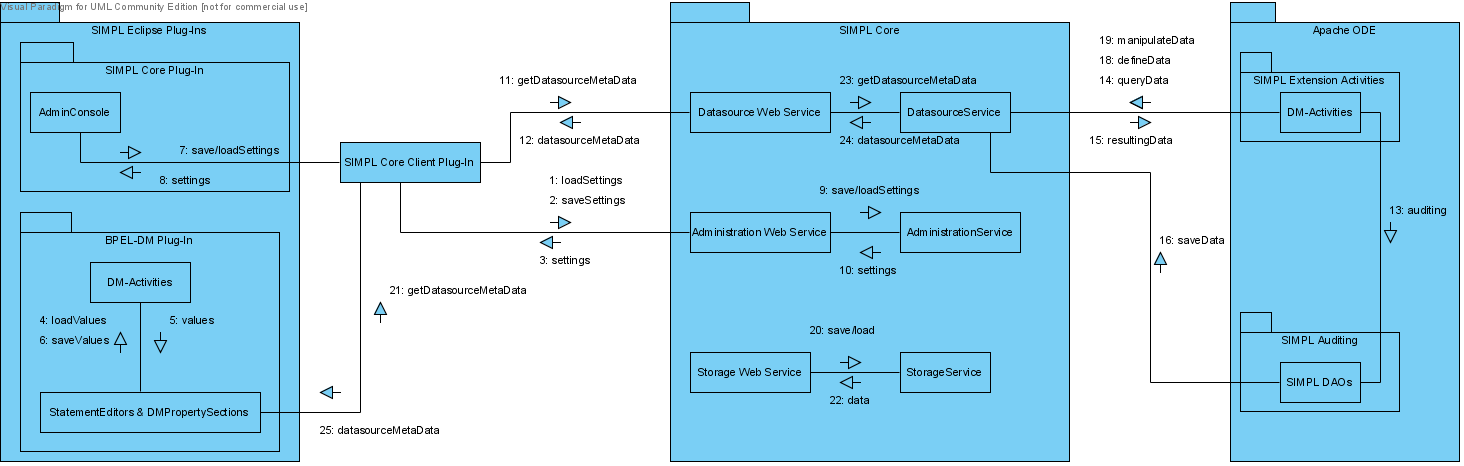 Visual Paradigm for UML Community Edition [not for commercial use]
SIMPL Eclipse Plug-Ins
SIMPL Core Plug-In
AdminConsole
7: save/loadSettings
8: settings
BPEL-DM Plug-In
DM-Activities
4: loadValues
5: values
6: saveValues
StatementEditors & DMPropertySections
SIMPL Core Client Plug-In
11: getDatasourceMetaData
12: datasourceMetaData
1: loadSettings
2: saveSettings
3: settings
21: getDatasourceMetaData
25: datasourceMetaData
SIMPL Core
Datasource Web Service
23: getDatasourceMetaData
24: datasourceMetaData
DatasourceService
9: save/loadSettings
Administration Web Service
AdministrationService
10: settings
20: save/load
Storage Web Service
StorageService
22: data
19: manipulateData
18: defineData
14: queryData
15: resultingData
16: saveData
Apache ODE
SIMPL Extension Activities
DM-Activities
13: auditing
SIMPL Auditing
SIMPL DAOs